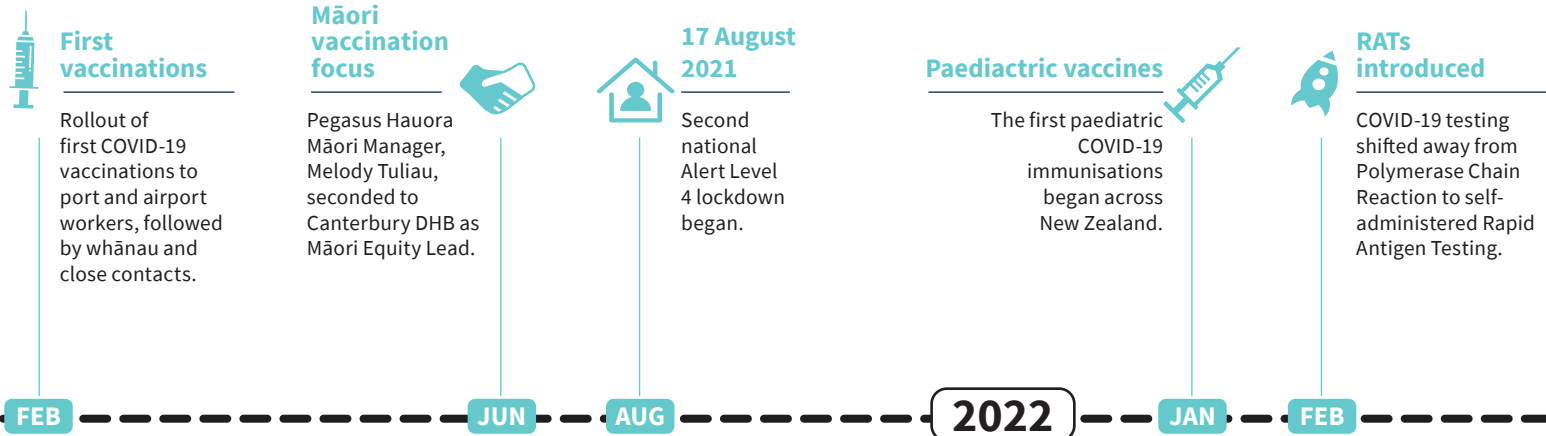 First
vaccinations
Rollout of
first COVID-19
vaccinations to
port and airport
workers, followed
by whānau and
close contacts.
Māori
vaccination
focus
Pegasus Hauora
Māori Manager,
Melody Tuliau,
seconded to
Canterbury DHB as
Māori Equity Lead.
17 August
2021
Second
national
Alert Level
4 lockdown
began.
Paediactric vaccines
The first paediatric
COVID-19
immunisations
began across
New Zealand.
RATs
introduced
COVID-19 testing
shifted away from
Polymerase Chain
Reaction to self-
administered Rapid
Antigen Testing.
FEB
JUN
AUG
2022
JAN
FEB